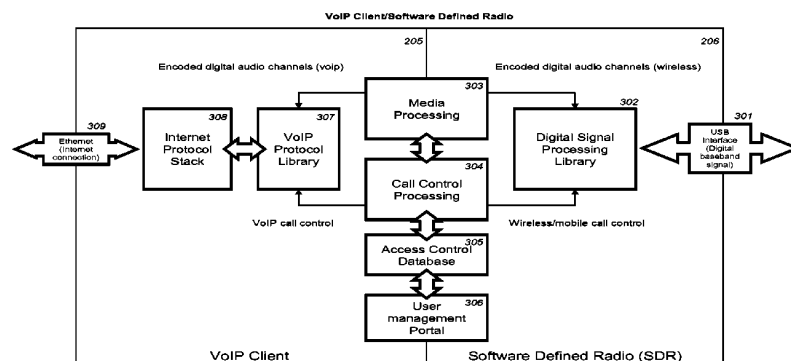 VoIP Client/Software Defined Radio
205
206
Encoded digital audio channels (voip)
Encoded digital audio channels (wireless)
303
Media
Processing
309
Ethernet
(Internet
connection)
308
Internet
Protocol
Stack
307
VoIP
Protocol
Library
302
Digital Signal
Processing
Library
301
USB
Interface
(Digital
baseband
signal)
304
Call Control
Processing
VoIP call control
Wireless/mobile call control
305
Access Control
Database
306
User
management
Portal
VoIP Client
Software Defined Radio (SDR)